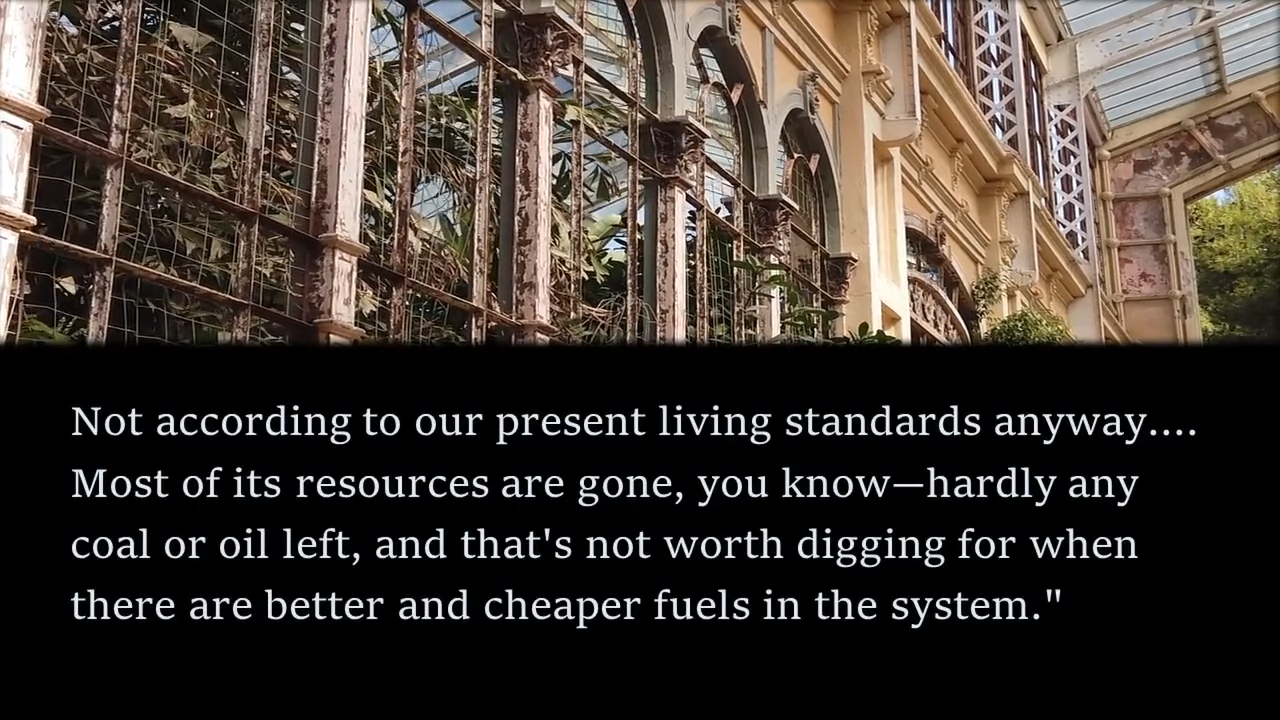 Not according to our present living standards anyway....
Most of its resources are gone, you know—hardly any
coal or oil left, and that's not worth digging for when
there are better and cheaper fuels in the system."